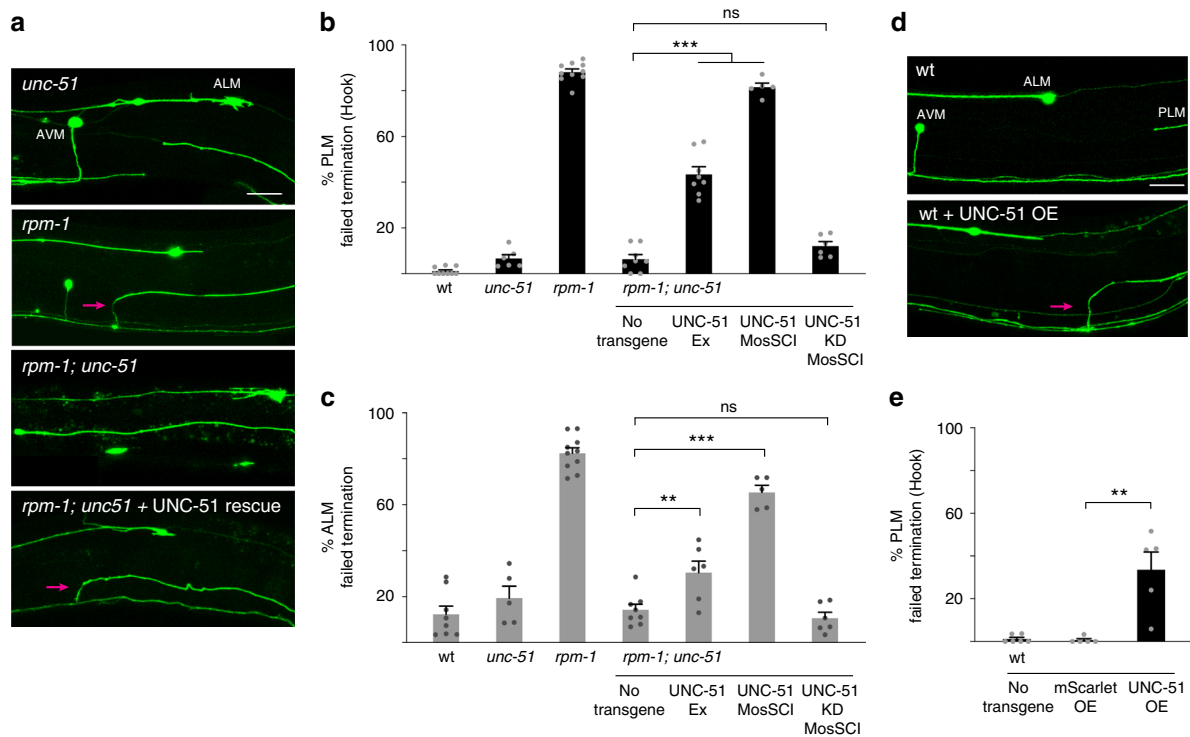 a
unc-51
ALM
AVM
rpm-1
rpm-1; unc-51
rpm-1; unc51 + UNC-51 rescue
b
ns
***
100
60
20
% PLM
failed termination (Hook)
wt
unc-51
rpm-1
rpm-1; unc-51
No
transgene
UNC-51
Ex
UNC-51
MosSCI
UNC-51
KD
MosSCI
c
ns
***
**
100
60
20
% ALM
failed termination
wt
unc-51
rpm-1
rpm-1; unc-51
No
transgene
UNC-51
Ex
UNC-51
MosSCI
UNC-51
KD
MosSCI
d
wt
ALM
AVM
PLM
wt + UNC-51 OE
e
**
100
60
20
% PLM
failed termination (Hook)
wt
No
transgene
mScarlet
OE
UNC-51
OE